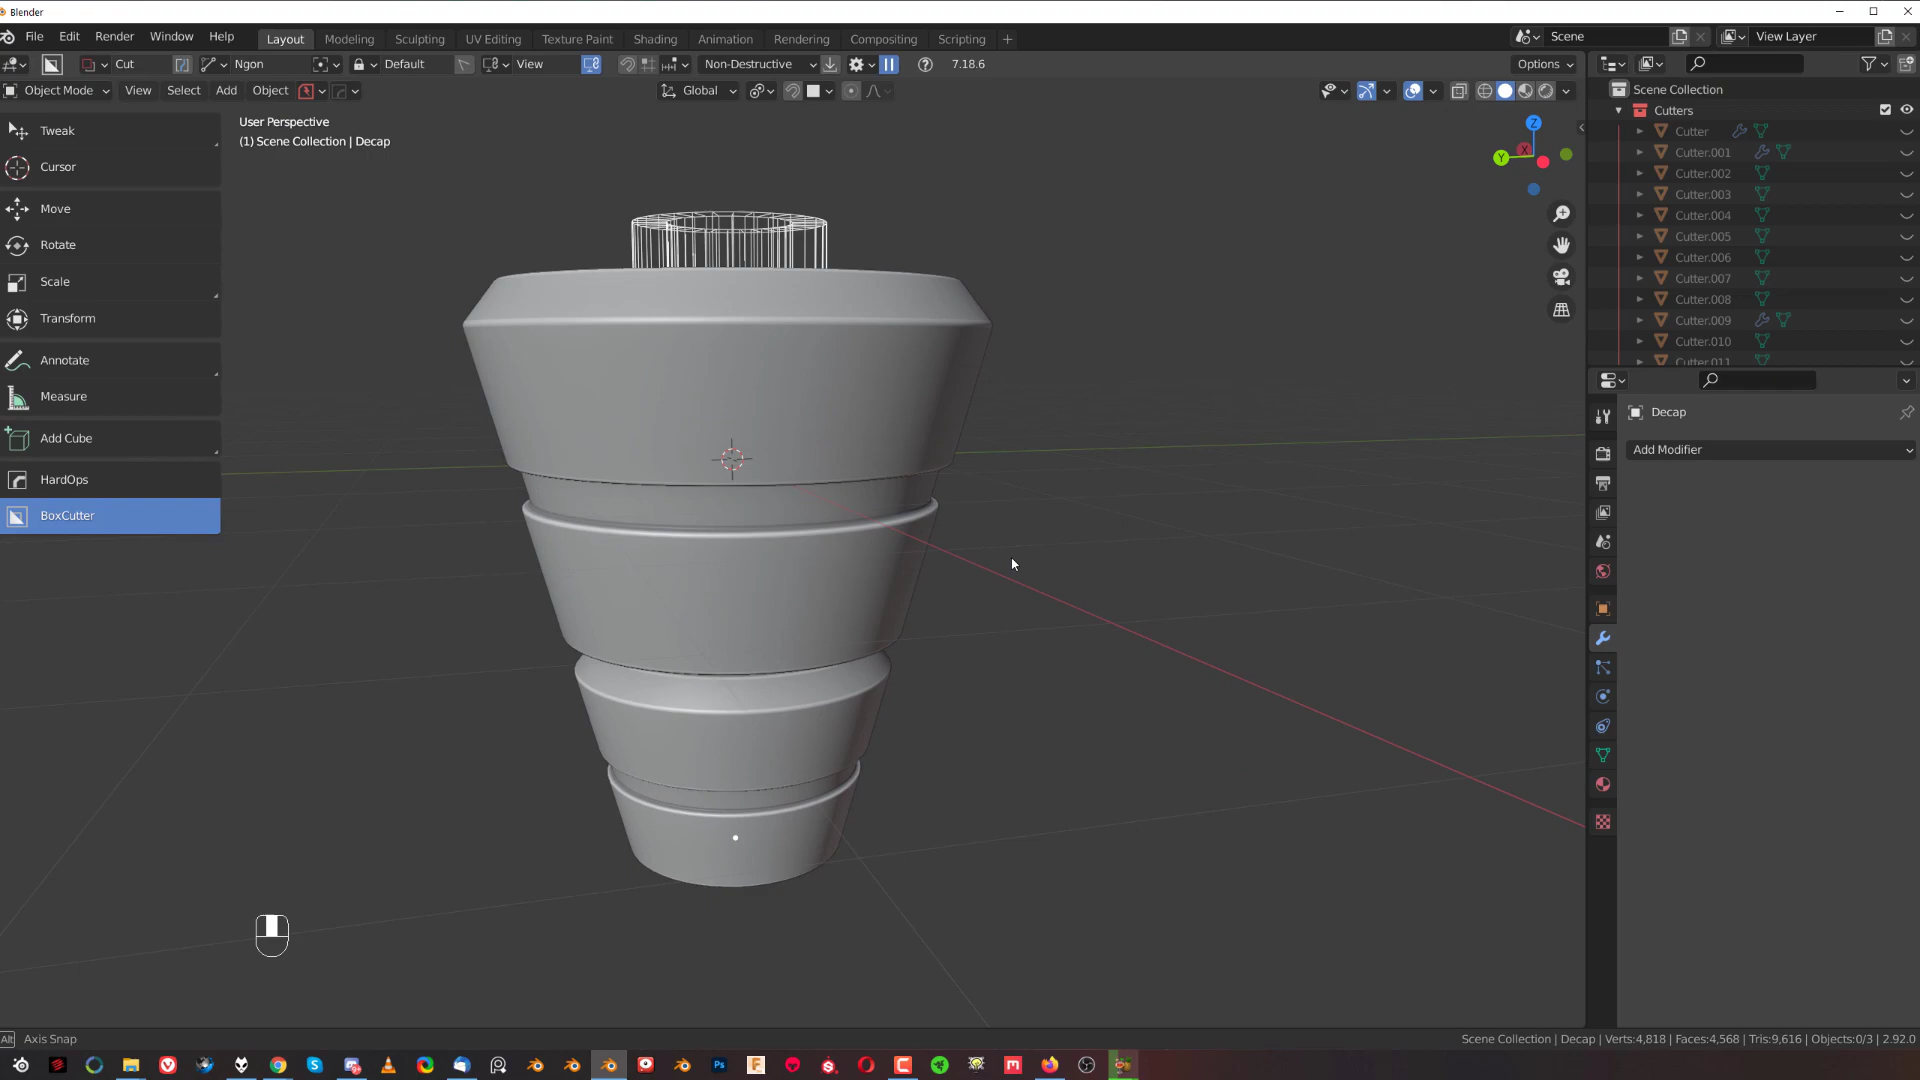 Blender
File Edit Render Window Help Layout Modeling Sculpting UV Editing Texture Paint Shading Animation Rendering Compositing Scripting + Scene View Layer
Cut Ngon Default View Non-Destructive 7.18.6 Options
Object Mode View Select Add Object Global
User Perspective
(1) Scene Collection | Decap
Tweak
Cursor
Move
Rotate
Scale
Transform
Annotate
Measure
Add Cube
HardOps
BoxCutter
Z
X
Y
Scene Collection
Cutters
Cutter
Cutter.001
Cutter.002
Cutter.003
Cutter.004
Cutter.005
Cutter.006
Cutter.007
Cutter.008
Cutter.009
Cutter.010
Cutter.011
Decap
Add Modifier
Alt Axis Snap
Scene Collection | Decap | Verts:4,818 | Faces:4,568 | Tris:9,616 | Objects:0/3 | 2.92.0